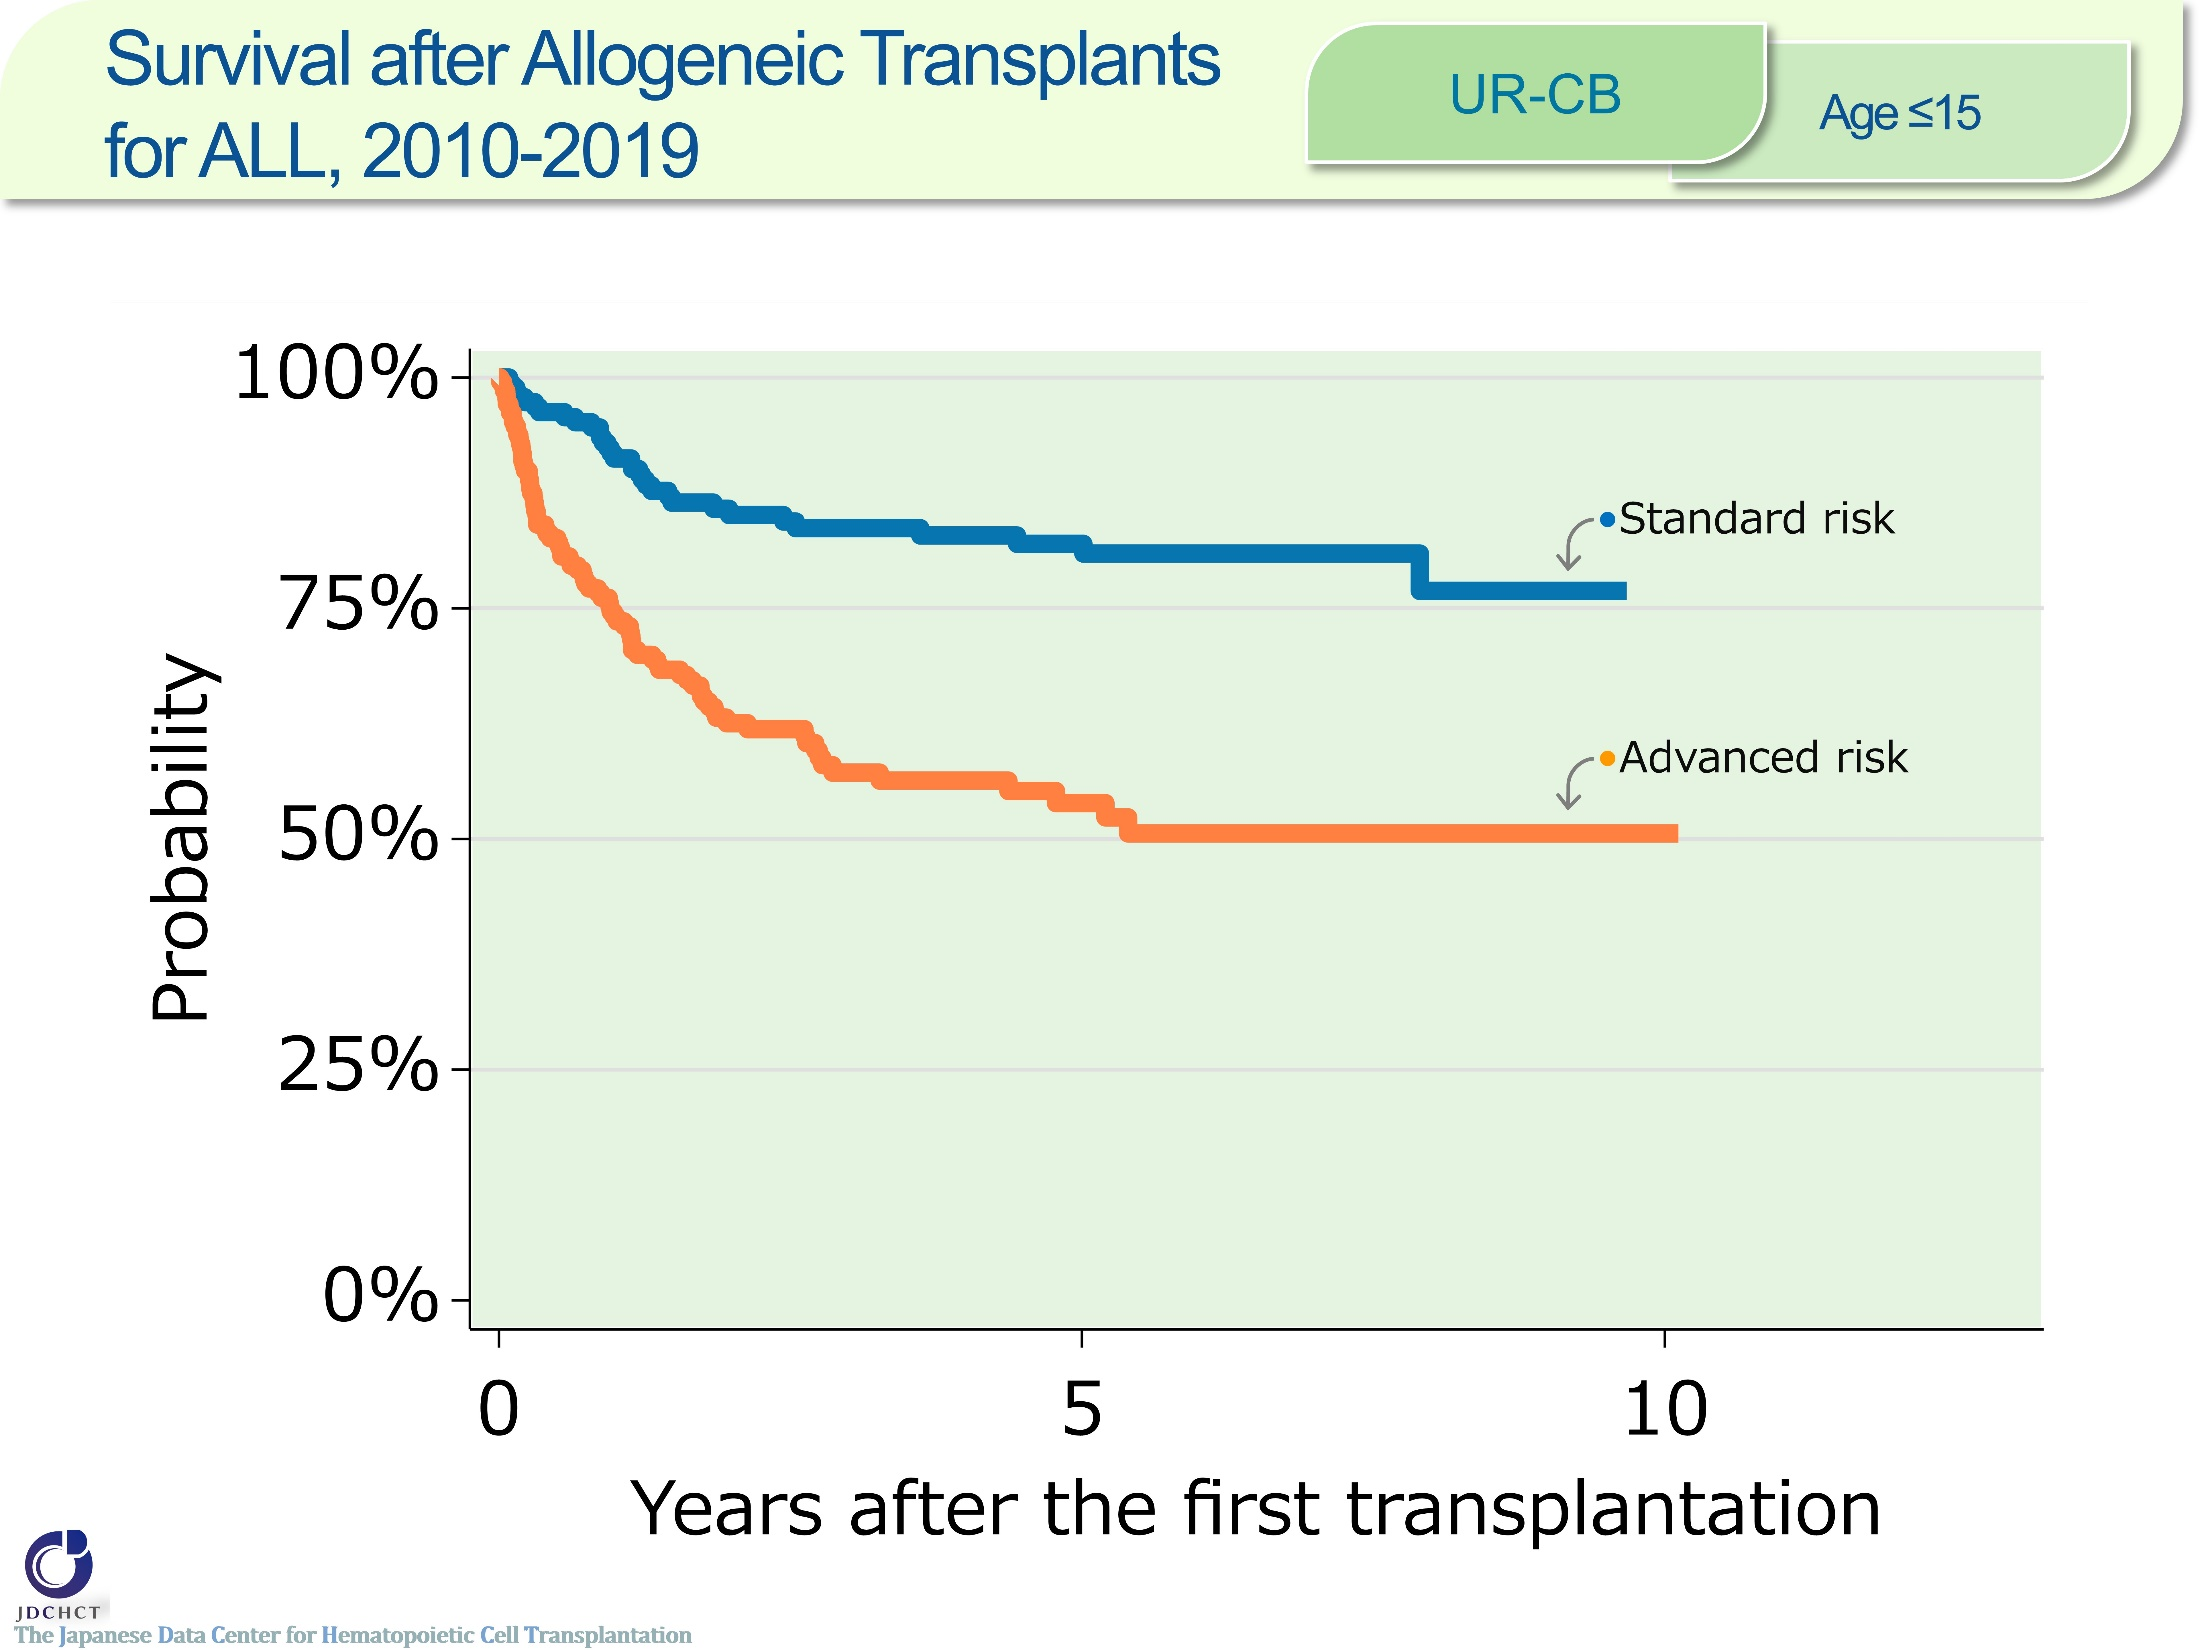 Survival after Allogeneic Transplants
for ALL, 2010-2019
UR-CB
Age ≤15
100%
75%
50%
25%
0%
Probability
Standard risk
Advanced risk
0 5 10
Years after the first transplantation
JDCHCT
The Japanese Data Center for Hematopoietic Cell Transplantation